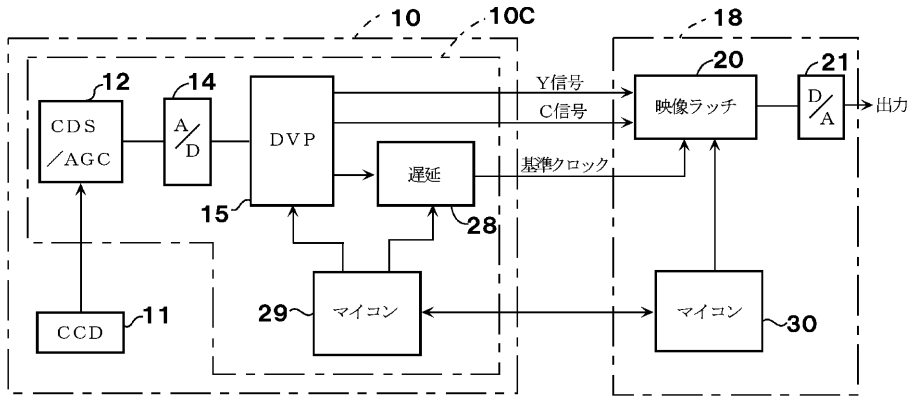 10
10C
18
12
14
20
21
CDS
／AGC
A/D
DVP
Y信号
C信号
映像ラッチ
D/A
出力
遅延
基準クロック
15
28
11
CCD
29
マイコン
マイコン
30